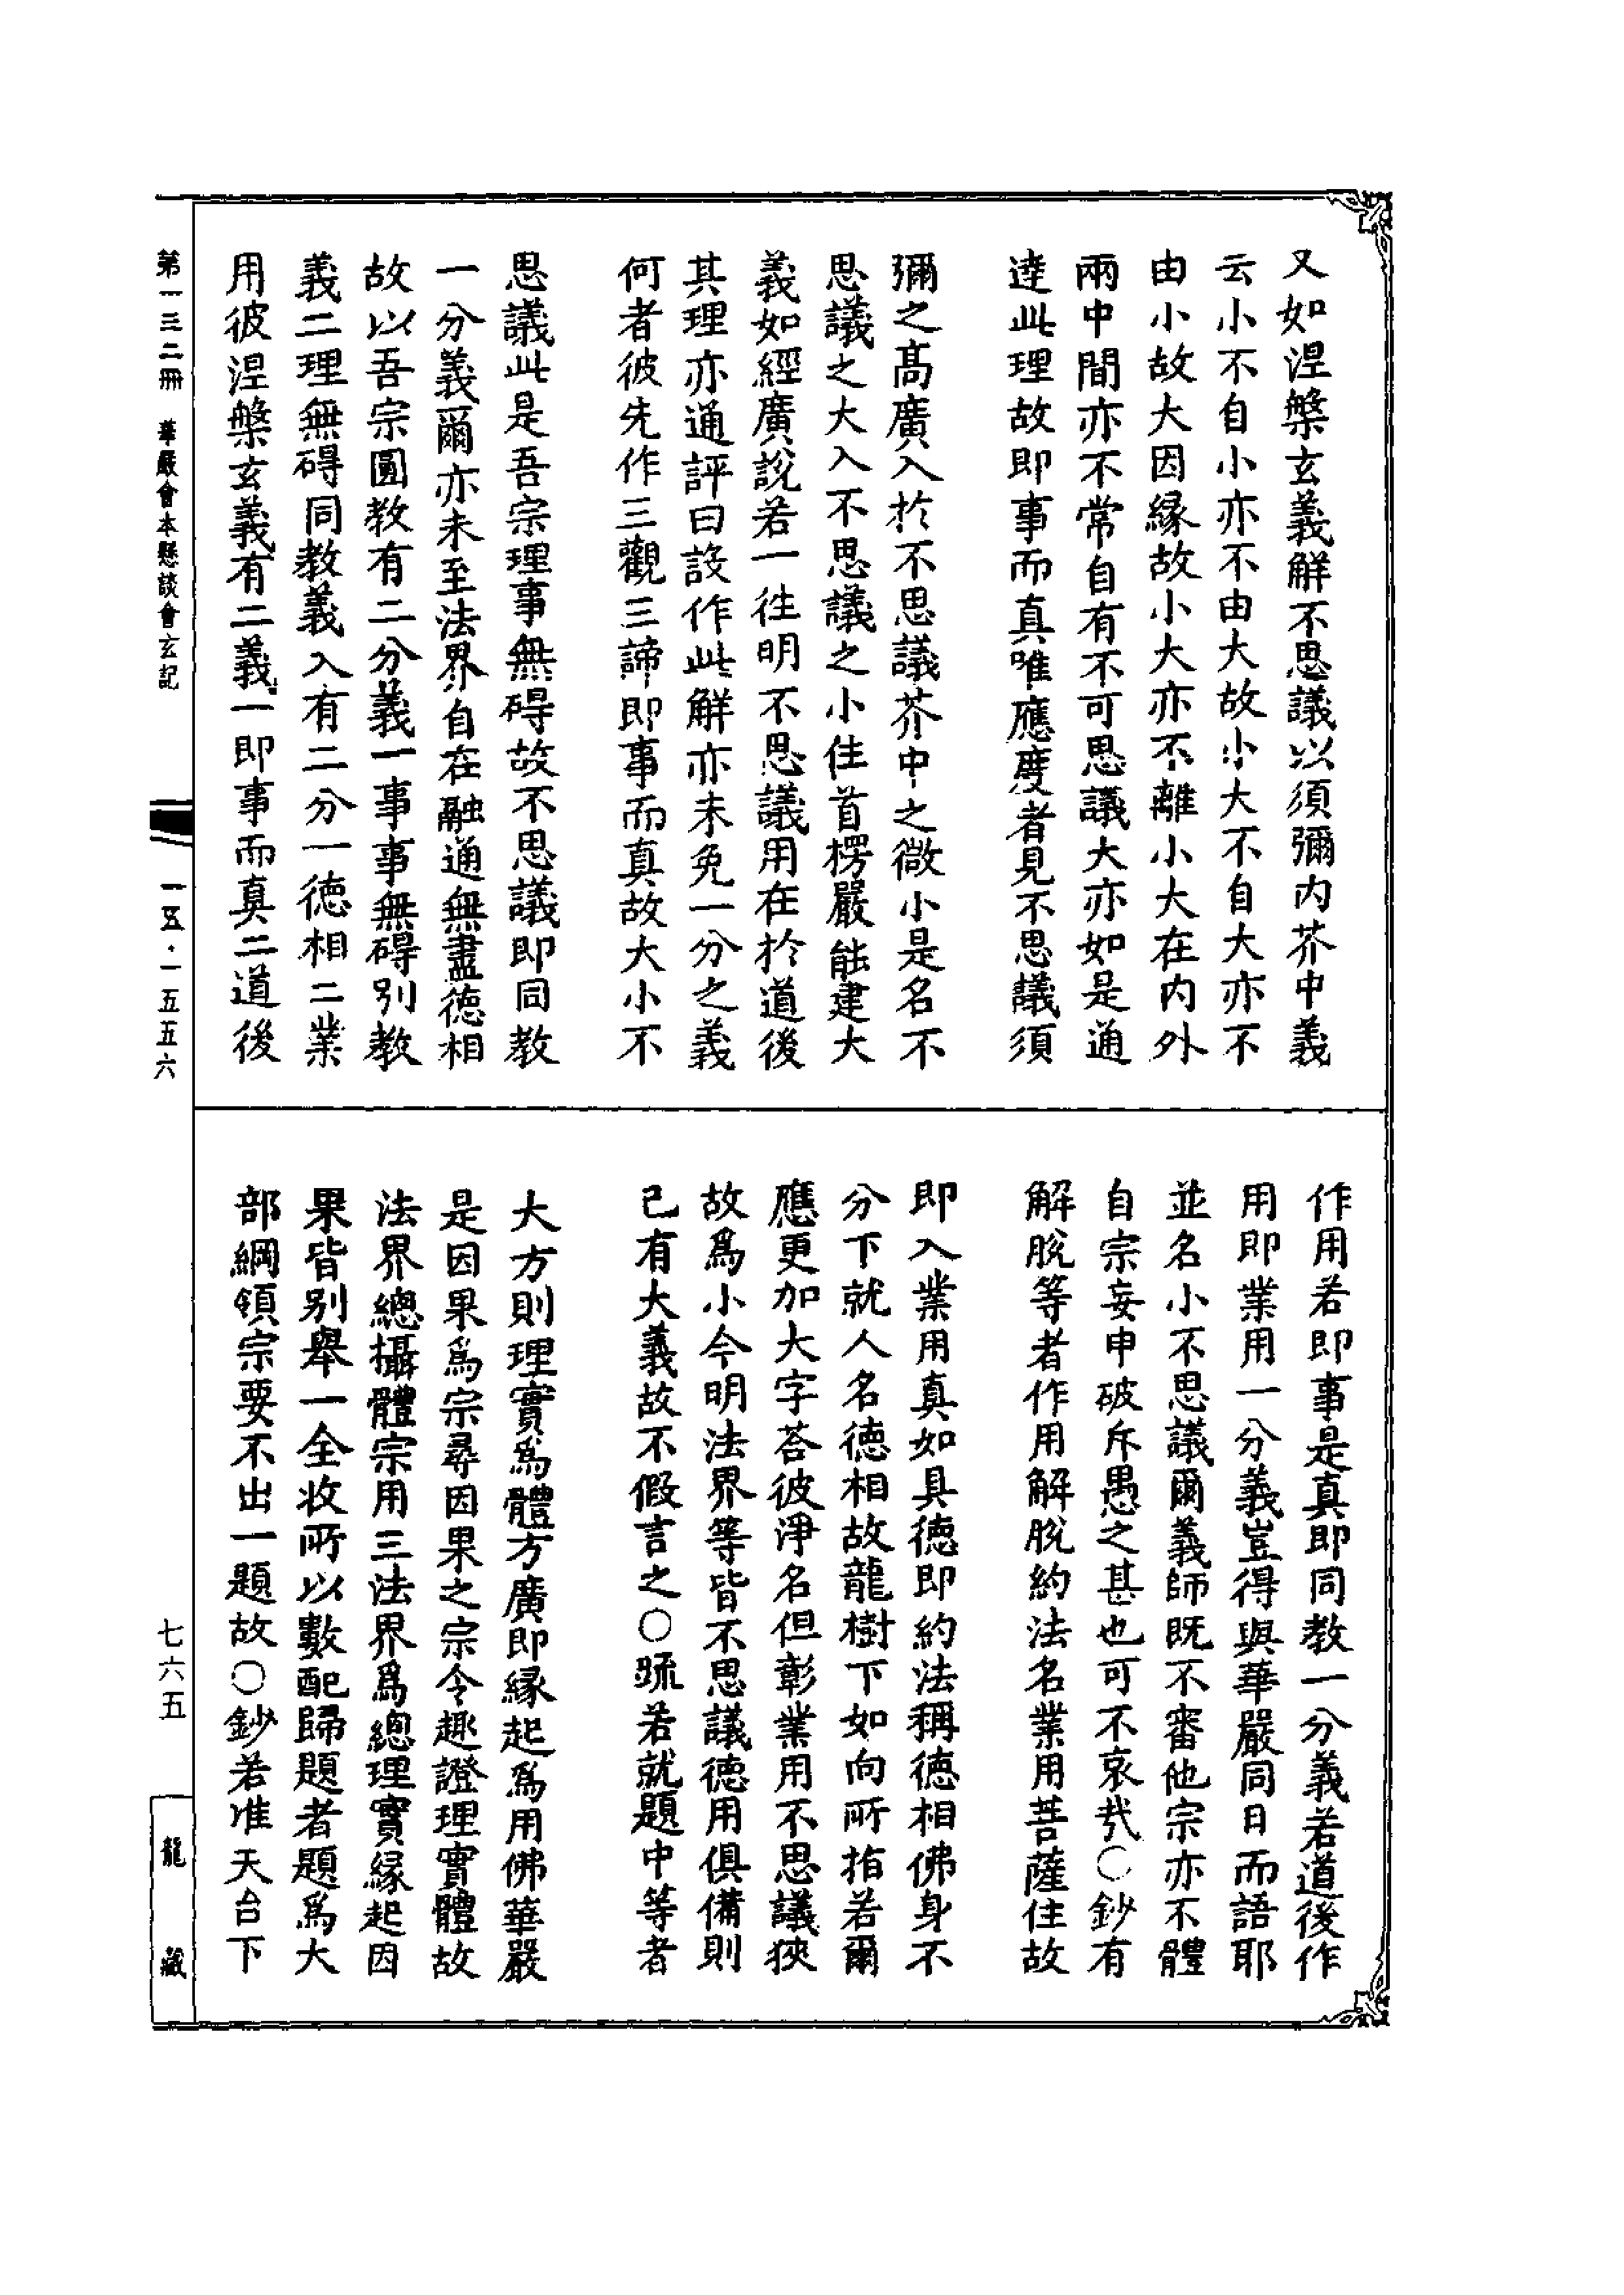 又如涅槃玄義解不思議以須彌內芥中義
云小不自小亦不由大故小大不自大亦不
由小故大因緣故小大亦不離小大在內外
兩中間亦不常自有不可思議大亦如是通
達此理故即事而真唯應度者見不思議須
彌之高廣入於不思議芥中之微小是名不
思議之大入不思議之小住首楞嚴能建大
義如經廣說若一往明不思議用在於道後
其理亦通評曰設作此解亦未免一分之義
何者彼先作三觀三諦即事而真故大小不
思議此是吾宗理事無礙故不思議即同教
一分義爾亦未至法界自在融通無盡德相
故以吾宗圓教有二分義一事事無碍別教
義二理無碍同教義入有二分一德相二業
用彼涅槃玄義有二義一即事而真二道後
作用若即事是真即同教一分義若道後作
用即業用一分義豈得與華嚴同日而語耶
並名小不思議爾義師既不審他宗亦不體
自宗妄申破斥愚之甚也可不哀哉〇鈔有
解脫等者作用解脫約法名業用菩薩住故
即入業用真如具德即約法稱德相佛身不
分下就人名德相故龍樹下如向所指若爾
應更加大字荅彼淨名但彰業用不思議狹
故為小今明法界等皆不思議德用俱備則
已有大義故不假言之〇疏若就題中等者
大方則理實為體方廣即緣起為用佛華嚴
是因果為宗尋因果之宗令趣證理實體故
法界總攝體宗用三法界為總理實緣起因
果皆別舉一全收所以數配歸題者題為大
部綱領宗要不出一題故〇鈔若准天台下
第一三二冊　華嚴會本懸談會玄記
一五·一五五六
七六五
龍藏